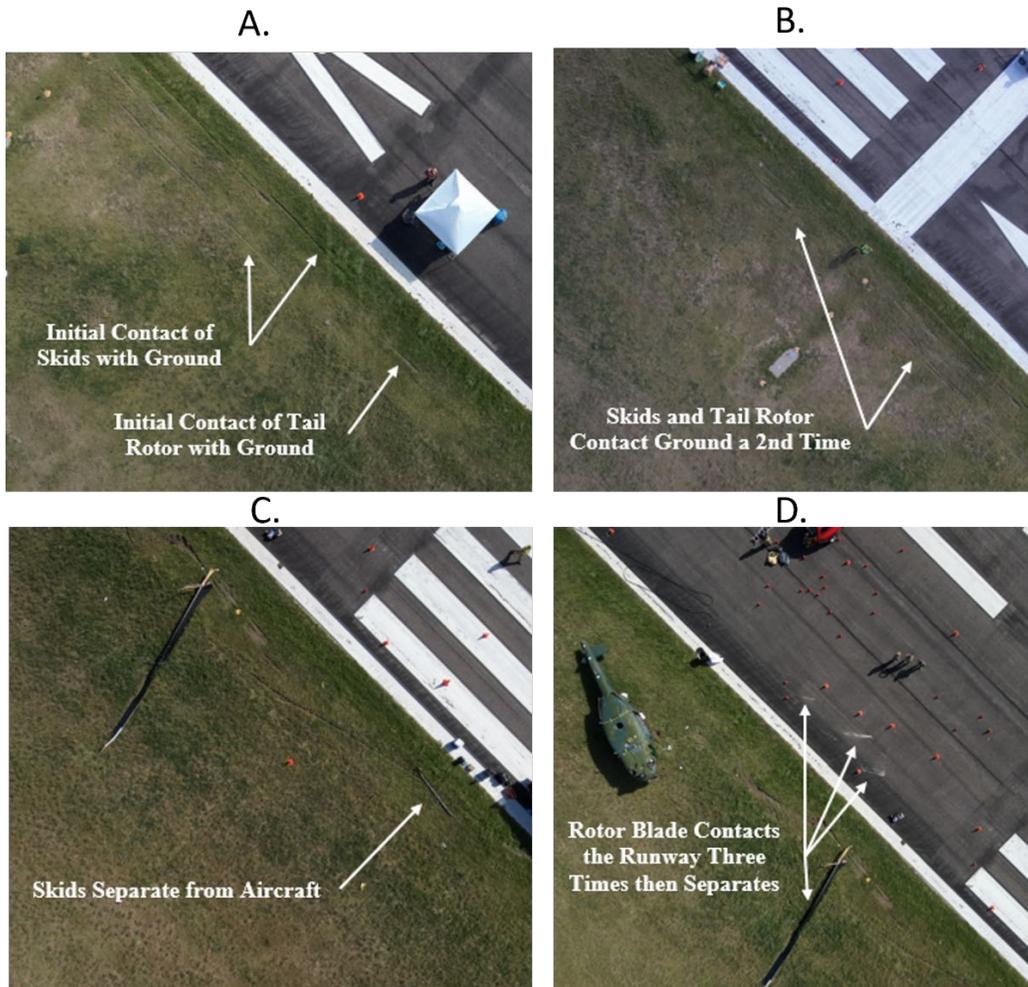 A.
B.
Initial Contact of
Skids with Ground
Initial Contact of Tail
Rotor with Ground
Skids and Tail Rotor
Contact Ground a 2nd Time
C.
D.
Skids Separate from Aircraft
Rotor Blade Contacts
the Runway Three
Times then Separates